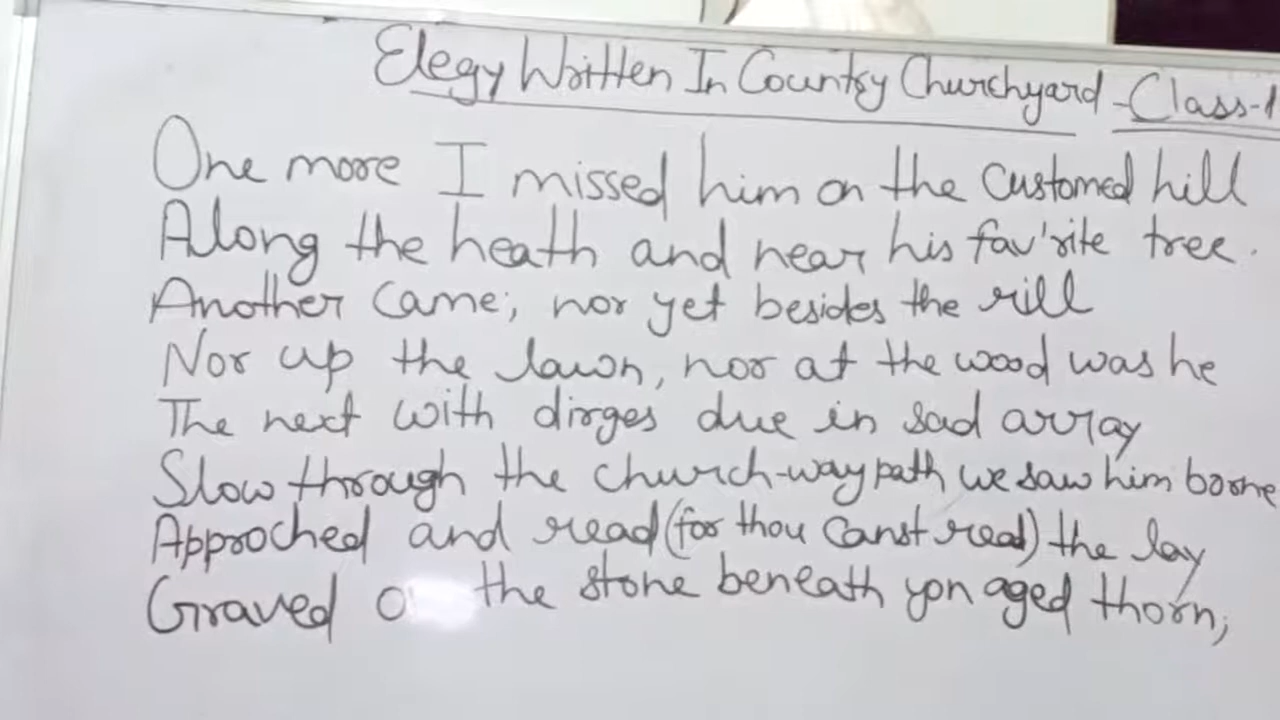 Elegy Written In Country Churchyard - Class-1
One more I missed him on the customed hill
Along the heath and near his fav'rite tree.
Another came; nor yet besides the rill
Nor up the lawn, nor at the wood was he
The next with dirges due in sad array
Slow through the church-way path we saw him borne
Approched and read (for thou canst read) the lay
Graved the stone beneath yon aged thorn;